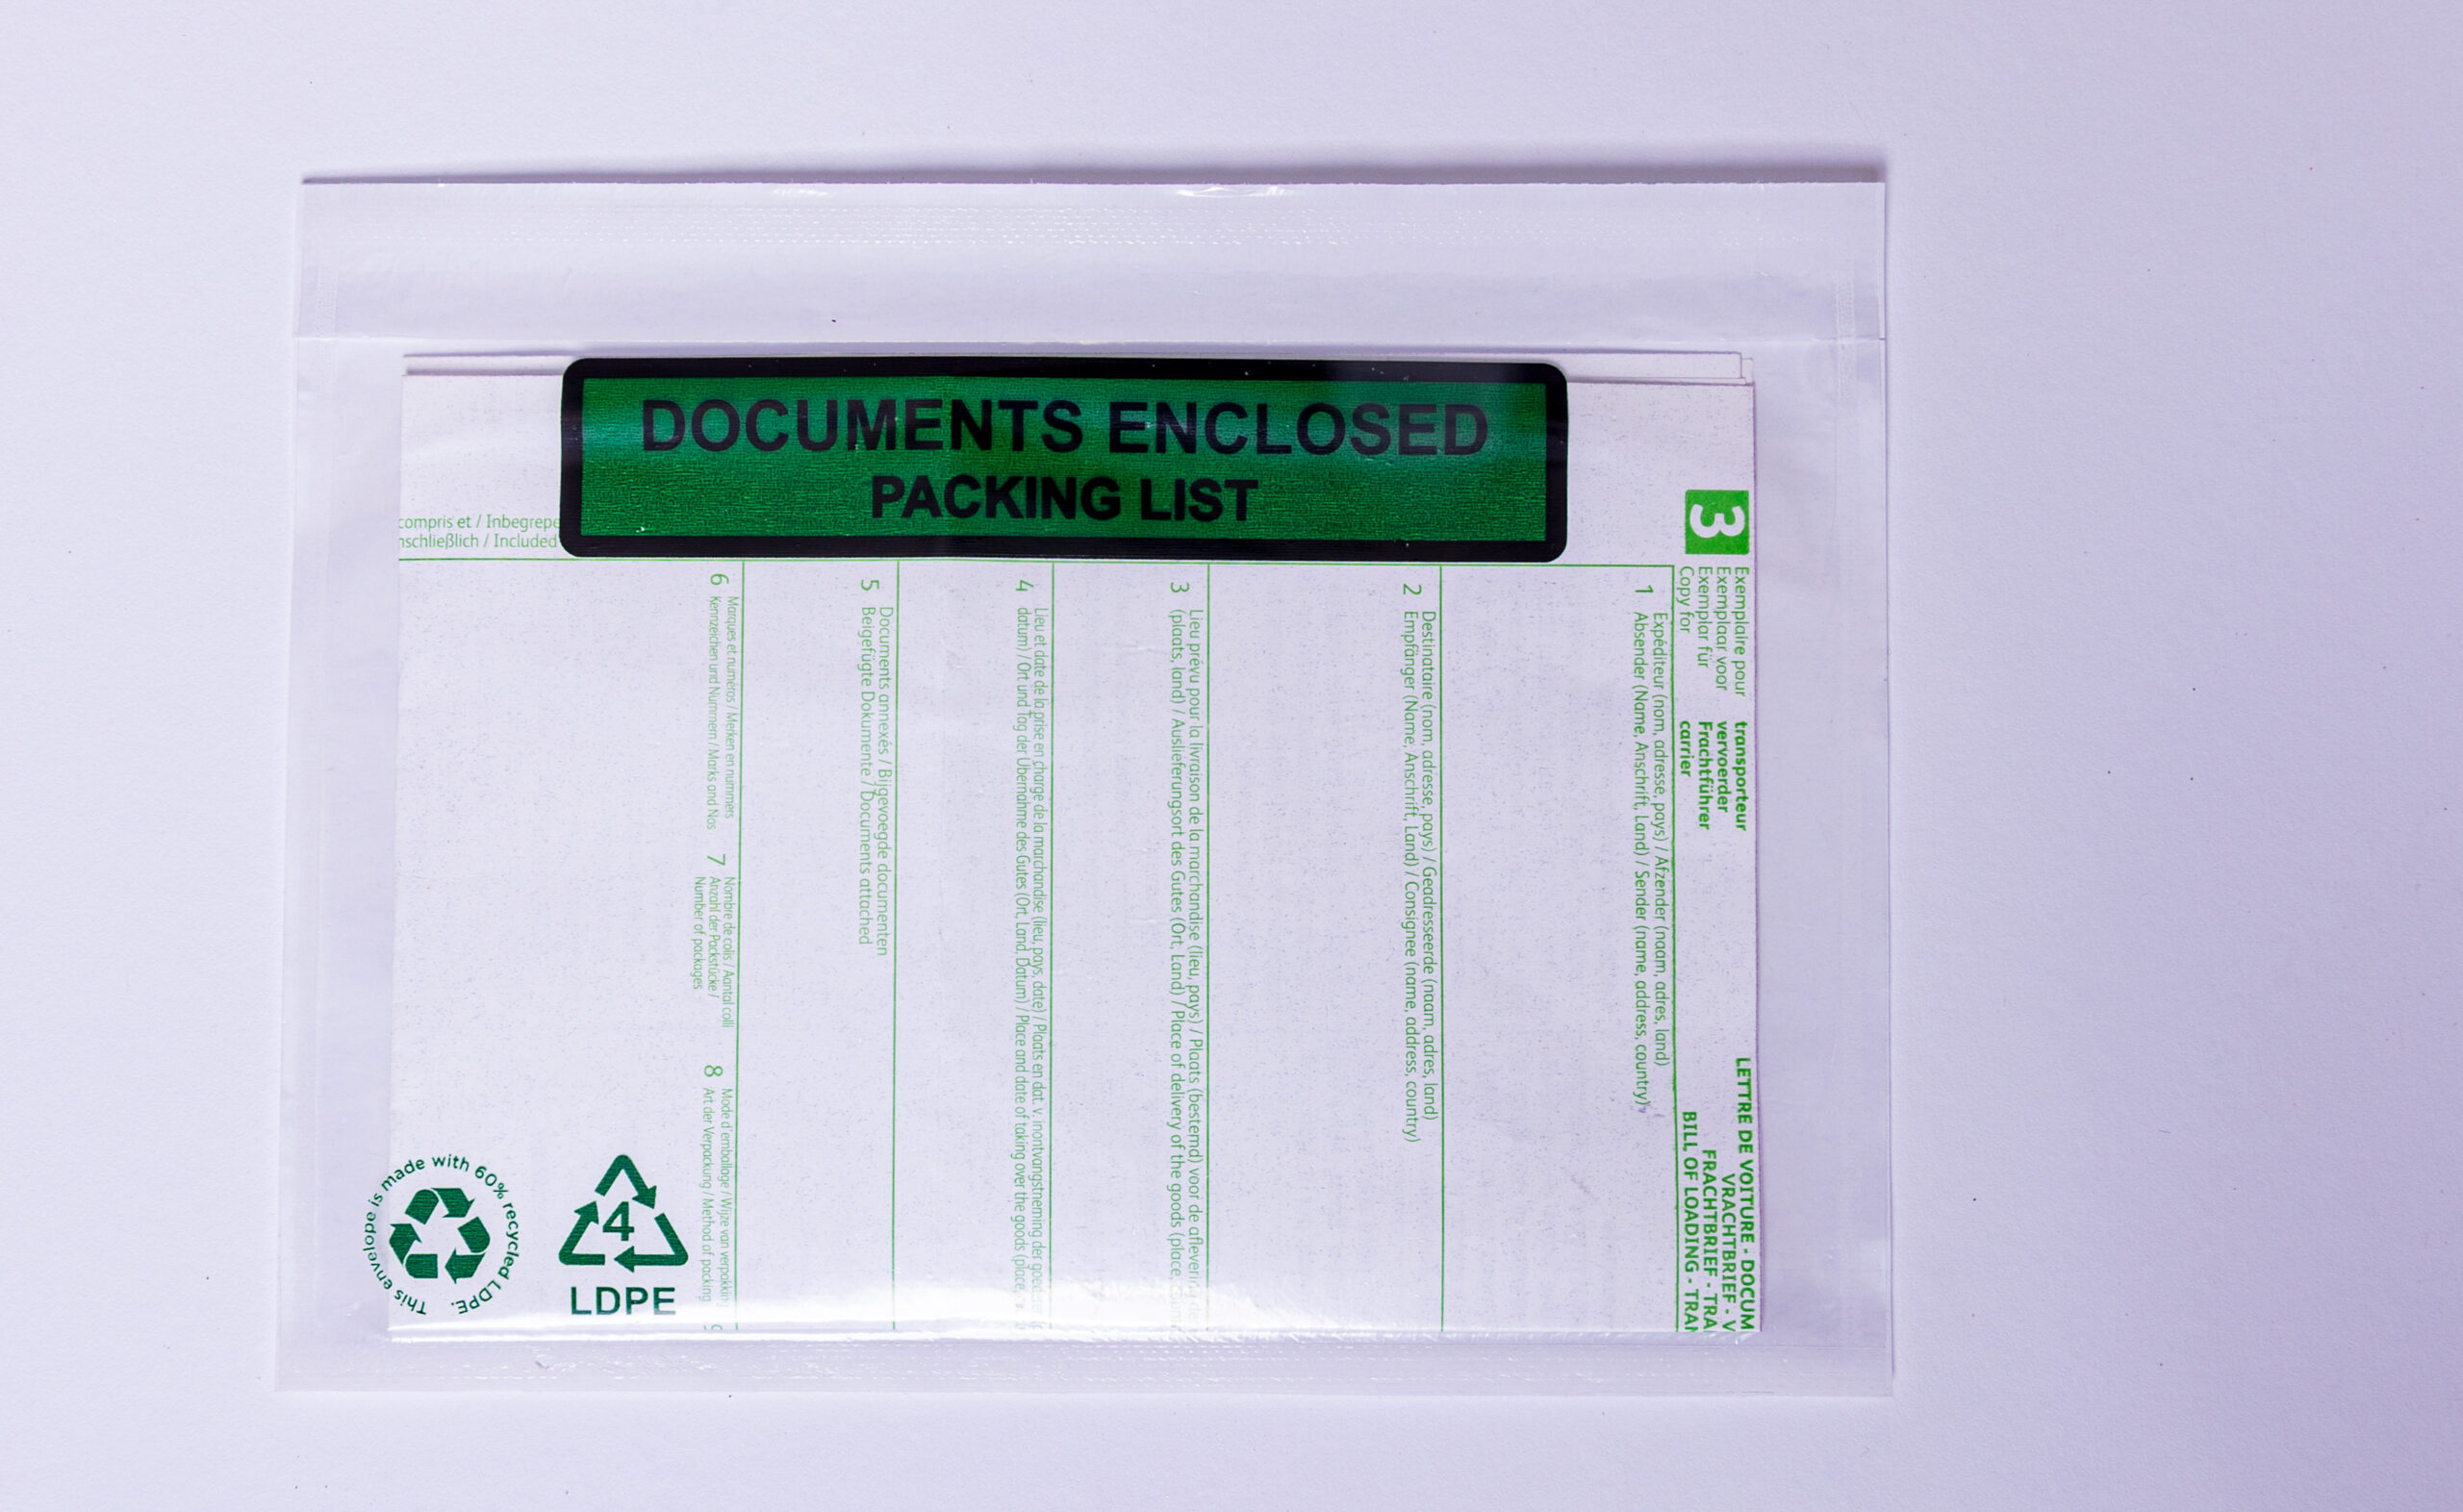 DOCUMENTS ENCLOSED
PACKING LIST
3
Exemplaire pour transporteur
Exemplaar voor vervoerder
Exemplar für Frachtführer
Copy for carrier
LETTRE DE VOITURE - DOCUM
VRACHTBRIEF - V
FRACHTBRIEF - TRA
BILL OF LOADING - TRAN
1 Expéditeur (nom, adresse, pays) / Afzender (naam, adres, land)
Absender (Name, Anschrift, Land) / Sender (name, address, country)
2 Destinataire (nom, adresse, pays) / Geadresseerde (naam, adres, land)
Empfänger (Name, Anschrift, Land) / Consignee (name, address, country)
3 Lieu prévu pour la livraison de la marchandise (lieu, pays) / Plaats (bestemd) voor de aflevering
(plaats, land) / Auslieferungsort des Gutes (Ort, Land) / Place of delivery of the goods (place,
4 Lieu et date de la prise en charge de la marchandise (lieu, pays, date) / Plaats en dat. v. inontvangstneming der
datum) / Ort und Tag der Übernahme des Gutes (Ort, Land, Datum) / Place and date of taking over the goods (place,
5 Documents annexés / Bijgevoegde documenten
Beigefügte Dokumente / Documents attached
6 Marques et numéros / Merken en nummers
Kennzeichen und Nummern / Marks and Nos
7 Nombre de colis / Aantal colli
Anzahl der Packstücke /
Number of packages
8 Mode d'emballage / Wijze van verpakking
Art der Verpackung / Method of packing
9
compris et / Inbegrepe
nschließlich / Included
This envelope is made with 60% recycled LDPE.
4
LDPE